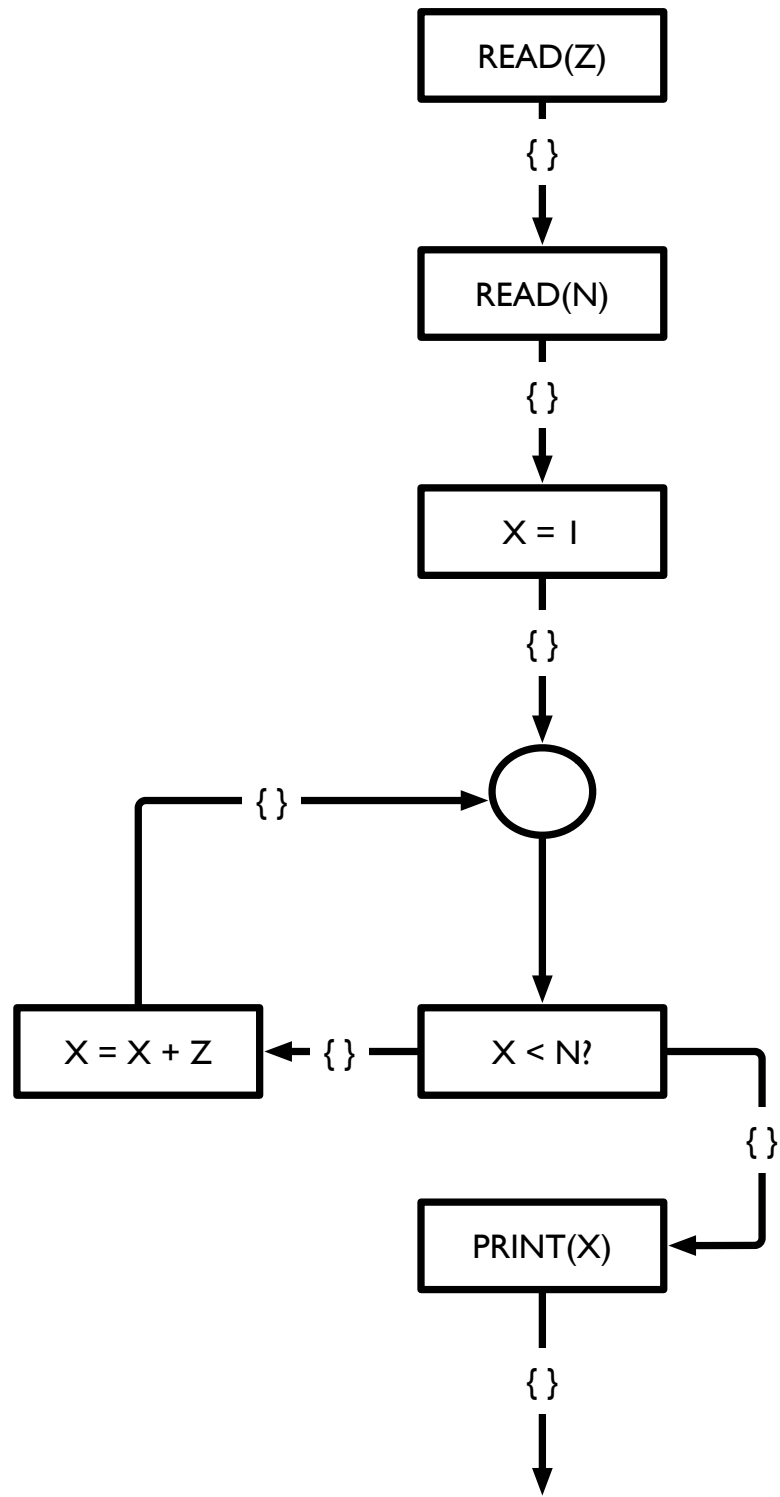 READ(Z)
{ }
READ(N)
{ }
X = 1
{ }
{ }
X = X + Z
{ }
X < N?
{ }
PRINT(X)
{ }